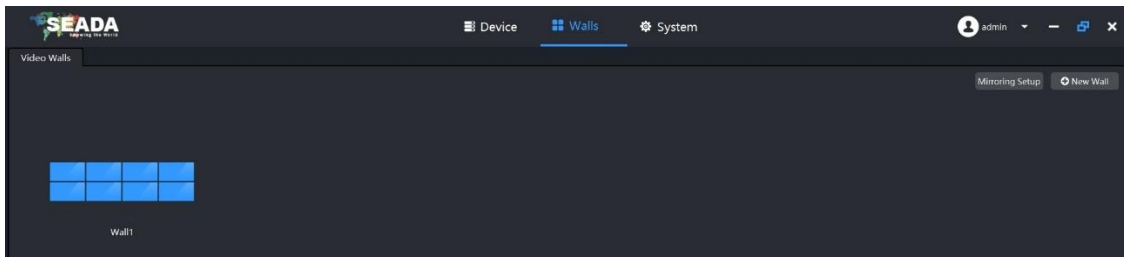 SEADA
Device
Walls
System
admin
Video Walls
Mirroring Setup
New Wall
Wall1